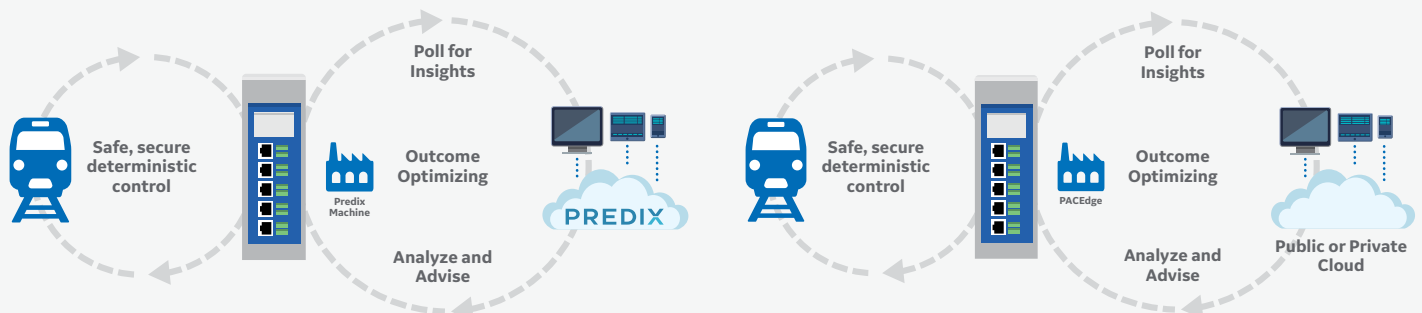 Poll for
Insights
Safe, secure
deterministic
control
Outcome
Optimizing
Predix
Machine
PREDIX
Analyze and
Advise
Poll for
Insights
Safe, secure
deterministic
control
Outcome
Optimizing
PACEdge
Public or Private
Cloud
Analyze and
Advise